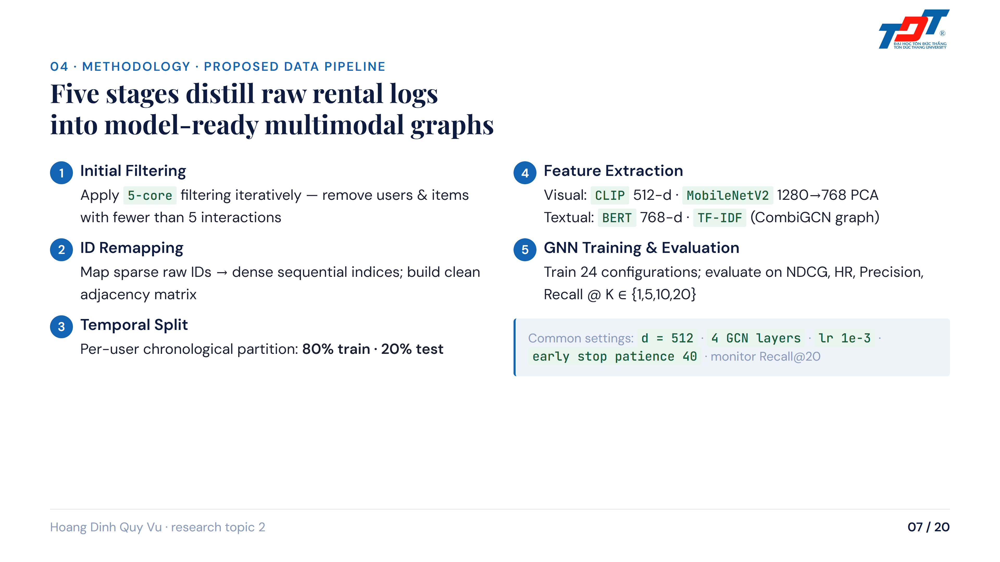 TDT®
ĐẠI HỌC TÔN ĐỨC THẮNG
TON DUC THANG UNIVERSITY
04 · METHODOLOGY · PROPOSED DATA PIPELINE
Five stages distill raw rental logs
into model-ready multimodal graphs
1 Initial Filtering
Apply 5-core filtering iteratively — remove users & items
with fewer than 5 interactions
2 ID Remapping
Map sparse raw IDs → dense sequential indices; build clean
adjacency matrix
3 Temporal Split
Per-user chronological partition: 80% train · 20% test
4 Feature Extraction
Visual: CLIP 512-d · MobileNetV2 1280→768 PCA
Textual: BERT 768-d · TF-IDF (CombiGCN graph)
5 GNN Training & Evaluation
Train 24 configurations; evaluate on NDCG, HR, Precision,
Recall @ K ∈ {1,5,10,20}
Common settings: d = 512 · 4 GCN layers · lr 1e-3 ·
early stop patience 40 · monitor Recall@20
Hoang Dinh Quy Vu · research topic 2
07 / 20